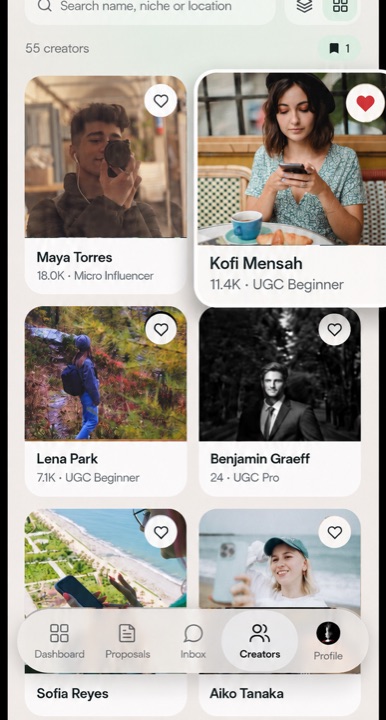 Search name, niche or location
55 creators
1
Maya Torres
18.0K · Micro Influencer
Kofi Mensah
11.4K · UGC Beginner
Lena Park
7.1K · UGC Beginner
Benjamin Graeff
24 · UGC Pro
Dashboard
Proposals
Inbox
Creators
Profile
Sofia Reyes
Aiko Tanaka